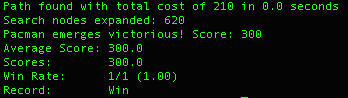 Path found with total cost of 210 in 0.0 seconds
Search nodes expanded: 620
Pacman emerges victorious! Score: 300
Average Score: 300.0
Scores:        300.0
Win Rate:      1/1 (1.00)
Record:        Win